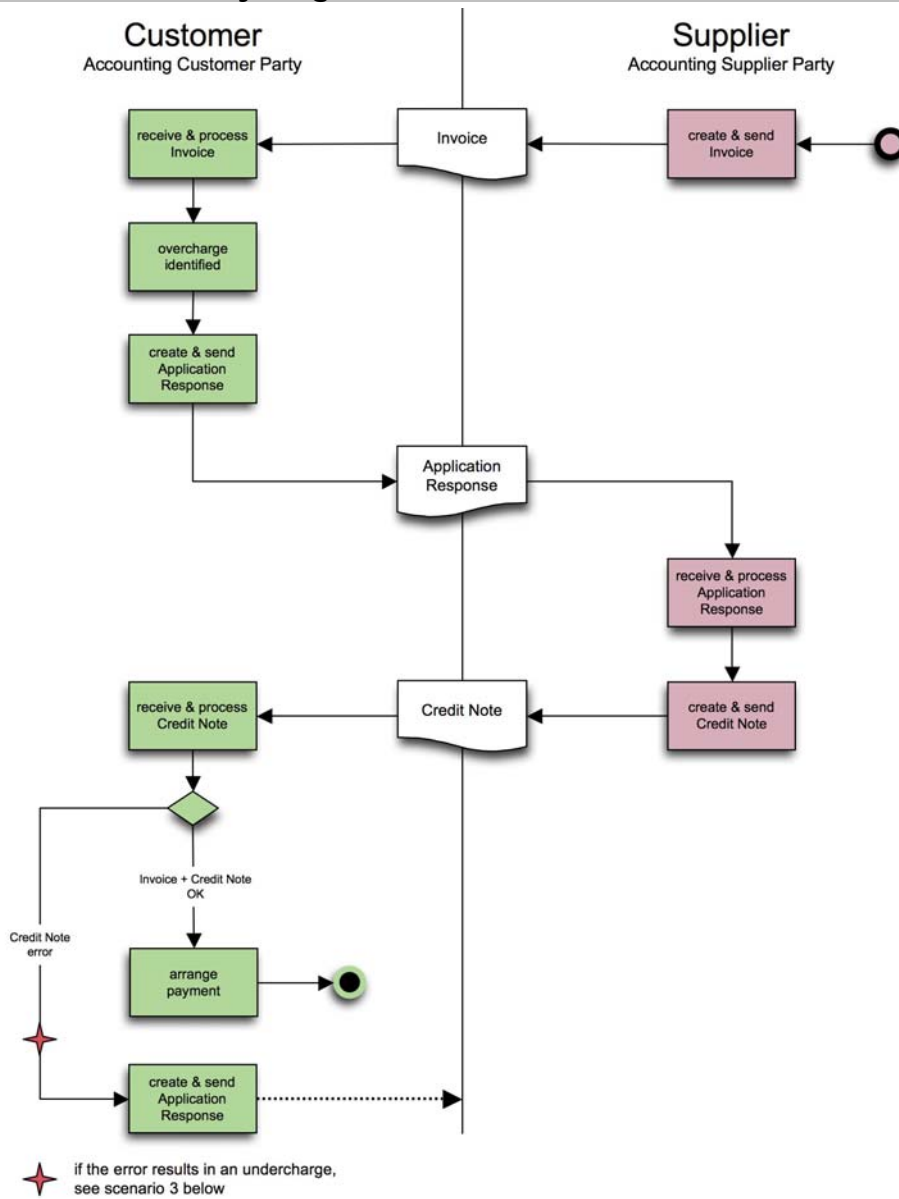 Customer
Accounting Customer Party
Supplier
Accounting Supplier Party
receive & process
Invoice
Invoice
create & send
Invoice
overcharge
identified
create & send
Application
Response
Application
Response
receive & process
Application
Response
receive & process
Credit Note
Credit Note
create & send
Credit Note
Invoice + Credit Note
OK
Credit Note
error
arrange
payment
create & send
Application
Response
if the error results in an undercharge,
see scenario 3 below